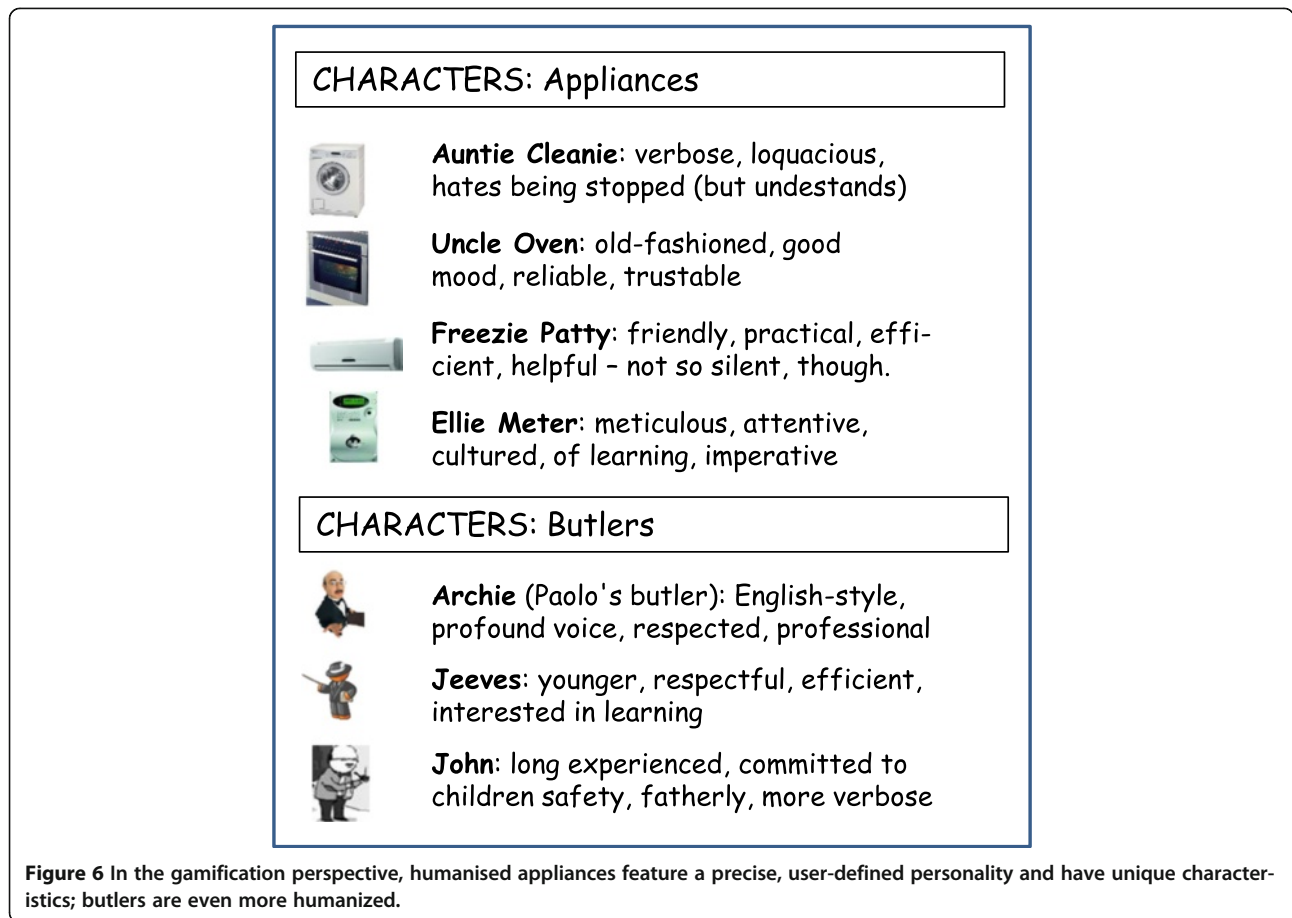 CHARACTERS: Appliances
Auntie Cleanie: verbose, loquacious,
hates being stopped (but undestands)
Uncle Oven: old-fashioned, good
mood, reliable, trustable
Freezie Patty: friendly, practical, effi-
cient, helpful – not so silent, though.
Ellie Meter: meticulous, attentive,
cultured, of learning, imperative
CHARACTERS: Butlers
Archie (Paolo's butler): English-style,
profound voice, respected, professional
Jeeves: younger, respectful, efficient,
interested in learning
John: long experienced, committed to
children safety, fatherly, more verbose
Figure 6 In the gamification perspective, humanised appliances feature a precise, user-defined personality and have unique character-
istics; butlers are even more humanized.